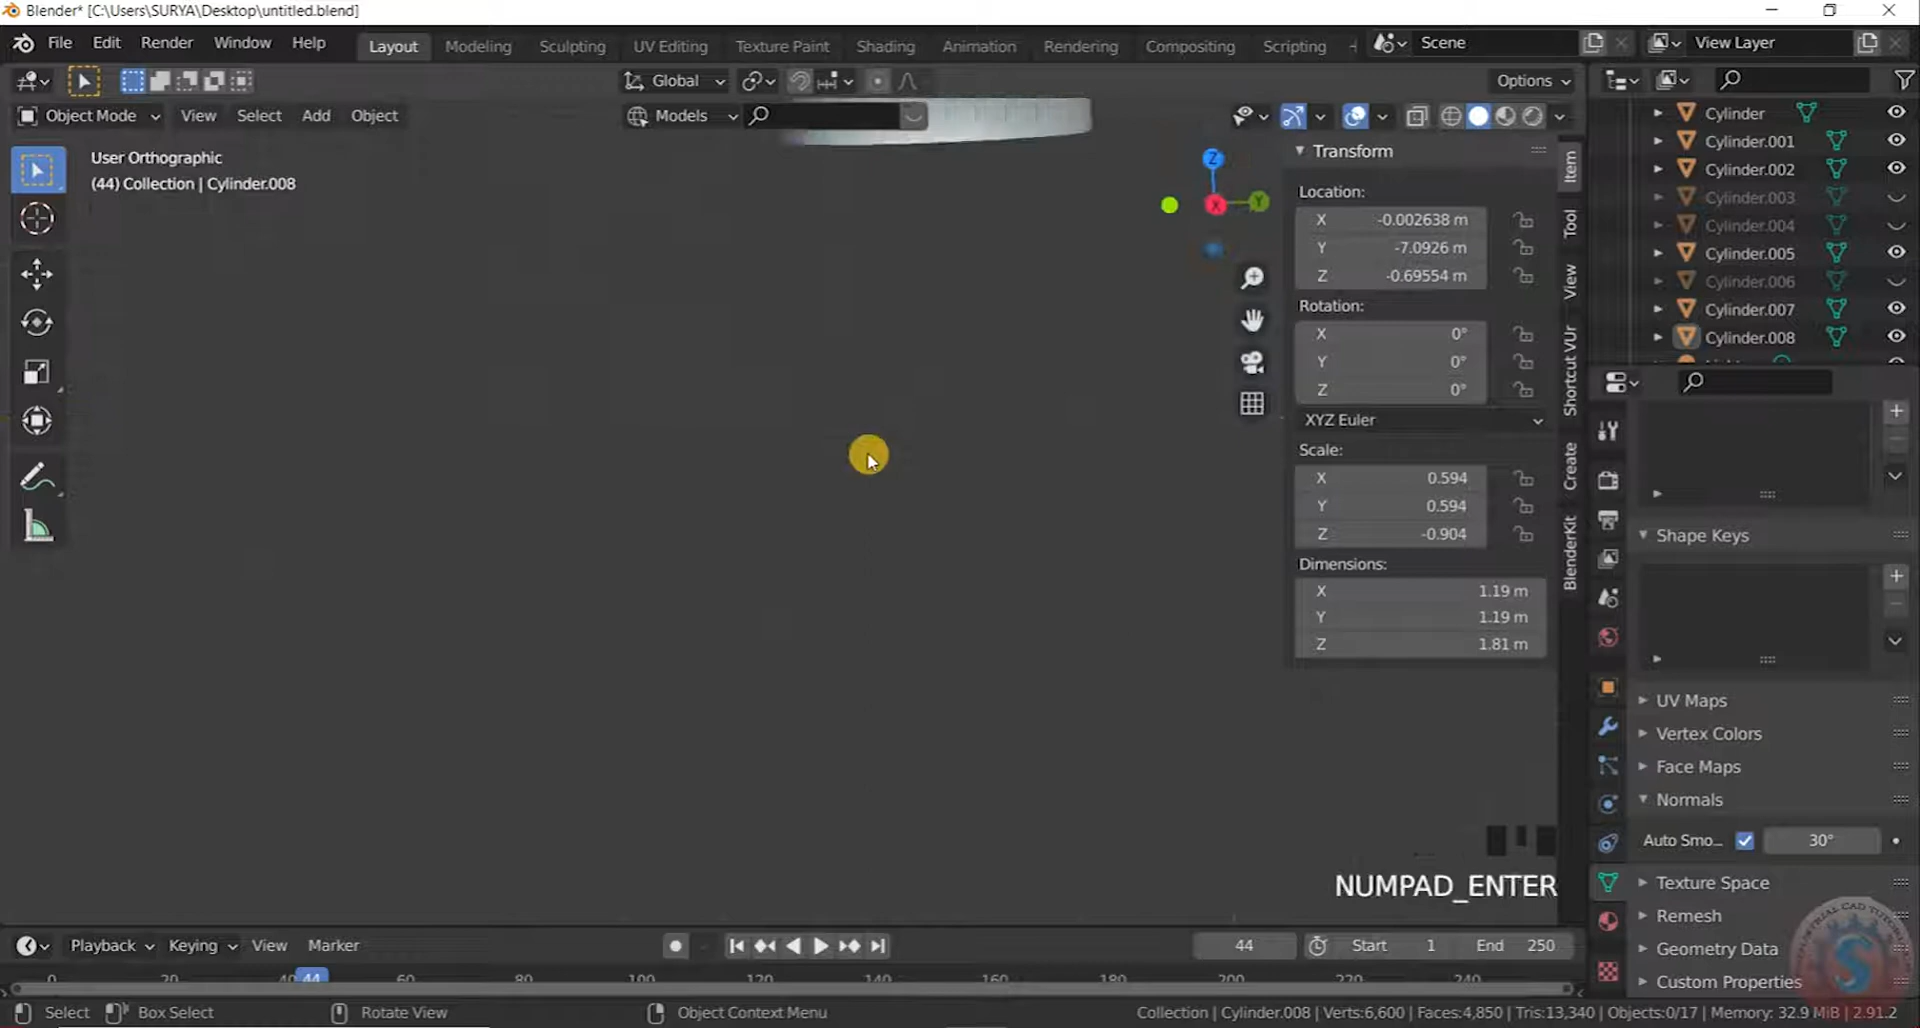 Blender* [C:\Users\SURYA\Desktop\untitled.blend]
File Edit Render Window Help Layout Modeling Sculpting UV Editing Texture Paint Shading Animation Rendering Compositing Scripting Scene View Layer
Global Options
Object Mode View Select Add Object Models
User Orthographic
(44) Collection | Cylinder.008
Z
X
Y
Transform
Location:
X -0.002638 m
Y -7.0926 m
Z -0.69554 m
Rotation:
X 0°
Y 0°
Z 0°
XYZ Euler
Scale:
X 0.594
Y 0.594
Z -0.904
Dimensions:
X 1.19 m
Y 1.19 m
Z 1.81 m
Item
Tool
View
Shortcut VUr
Create
BlenderKit
Cylinder
Cylinder.001
Cylinder.002
Cylinder.003
Cylinder.004
Cylinder.005
Cylinder.006
Cylinder.007
Cylinder.008
Shape Keys
UV Maps
Vertex Colors
Face Maps
Normals
Auto Smo... 30°
Texture Space
Remesh
Geometry Data
Custom Properties
NUMPAD_ENTER
Playback Keying View Marker 44 Start 1 End 250
0 20 40 44 60 80 100 120 140 160 180 200 220 240
Select Box Select Rotate View Object Context Menu Collection | Cylinder.008 | Verts:6,600 | Faces:4,850 | Tris:13,340 | Objects:0/17 | Memory: 32.9 MiB | 2.91.2